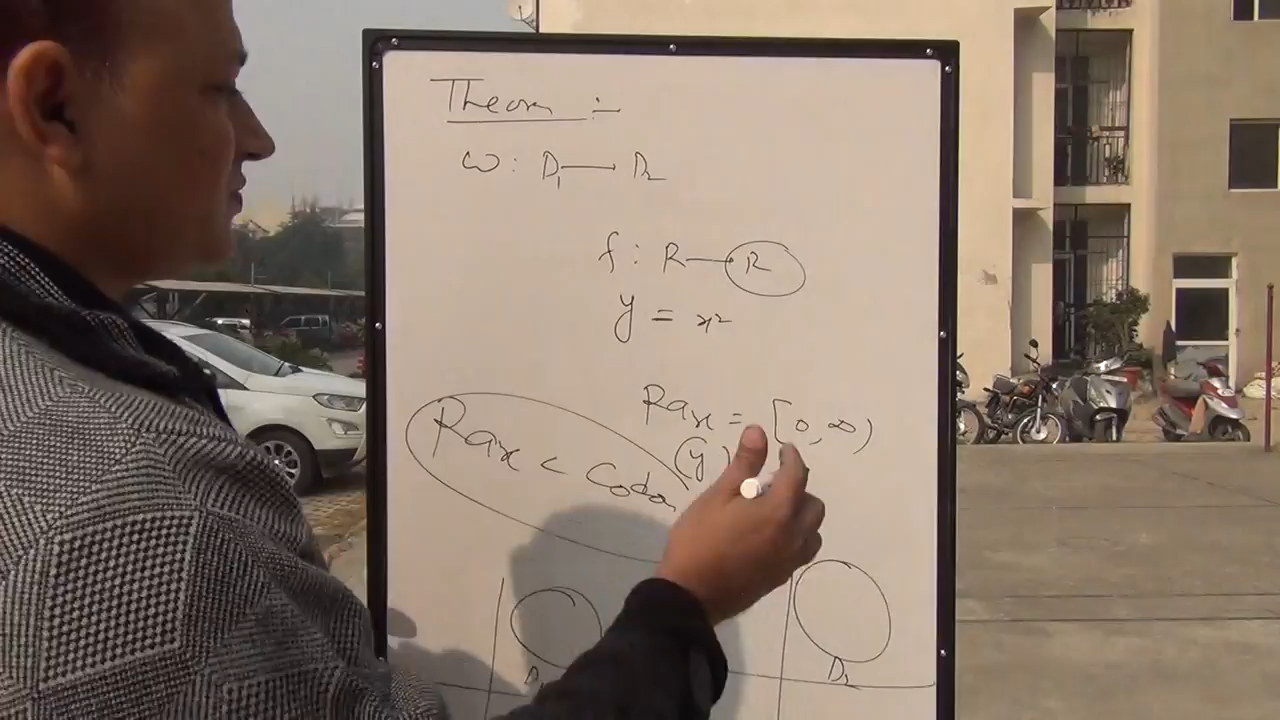 Theorem :-
ω : D₁ — D₂
f : R — R
y = x²
Range = [0, ∞)
(y)
Range < Codom
D₁ D₂